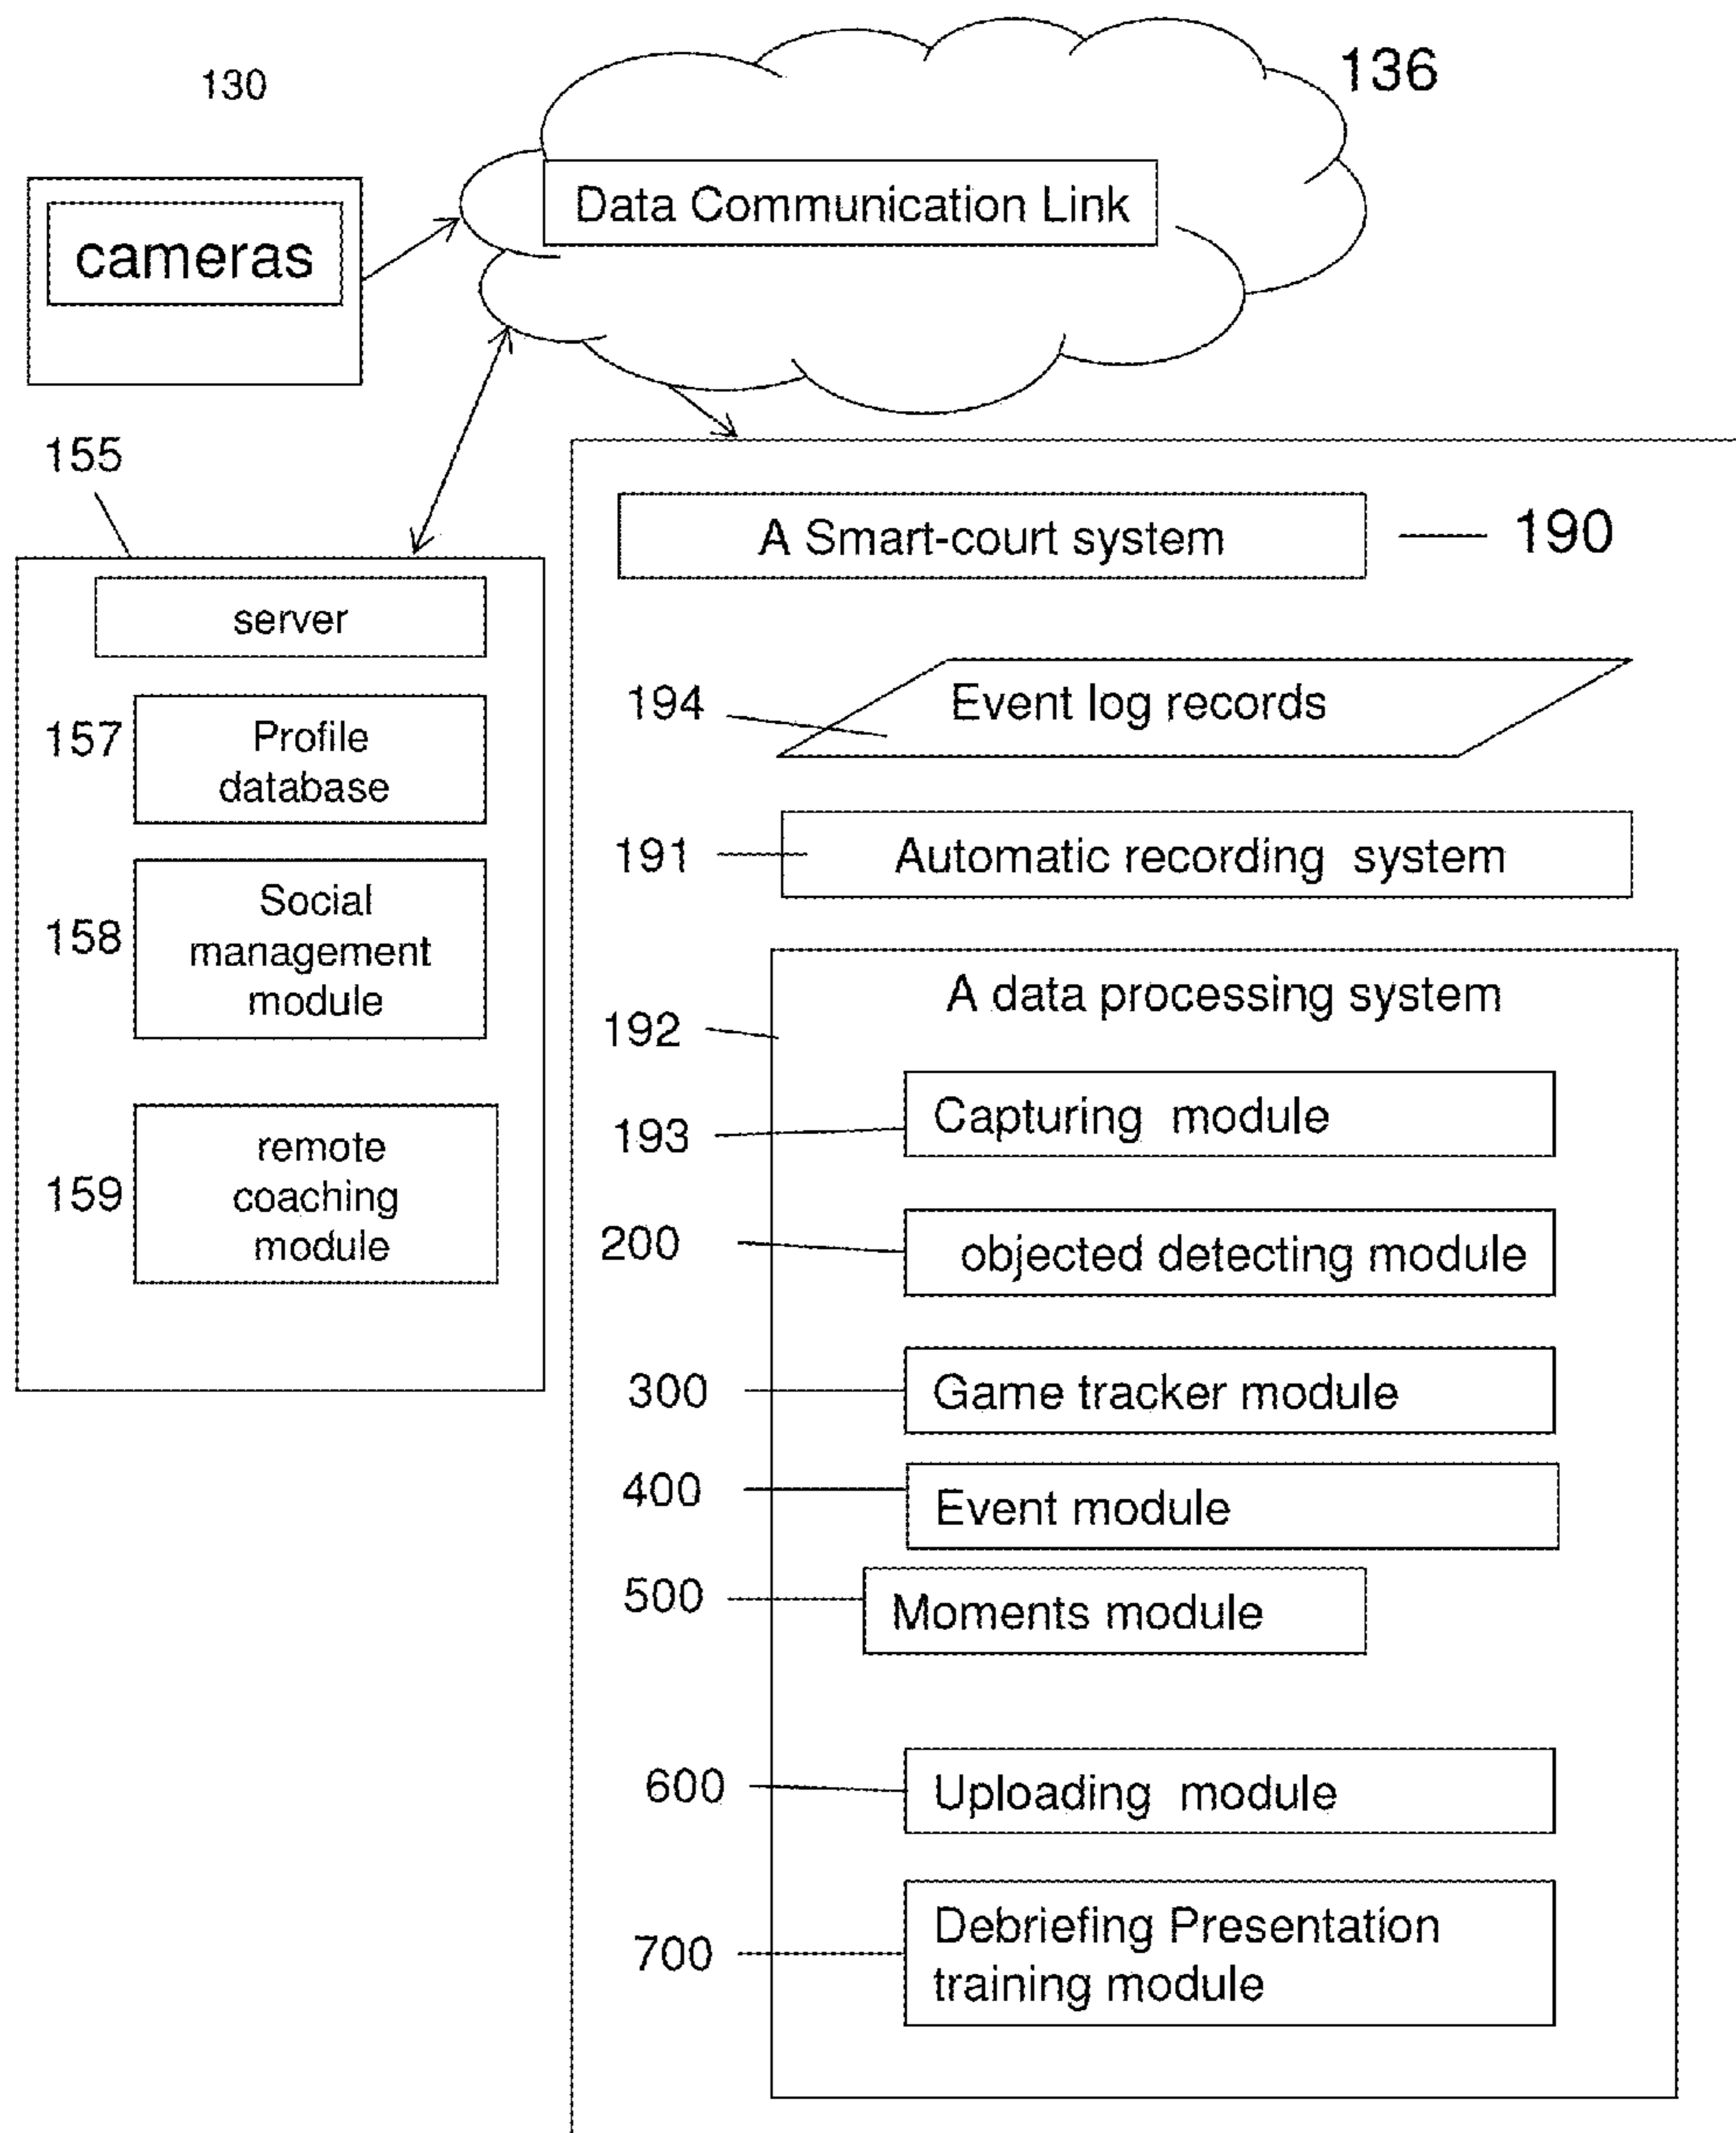 130
136
Data Communication Link
cameras
155
A Smart-court system
190
server
194
Event log records
157
Profile
database
191
Automatic recording system
158
Social
management
module
A data processing system
192
193
Capturing module
159
remote
coaching
module
200
objected detecting module
300
Game tracker module
400
Event module
500
Moments module
600
Uploading module
700
Debriefing Presentation
training module